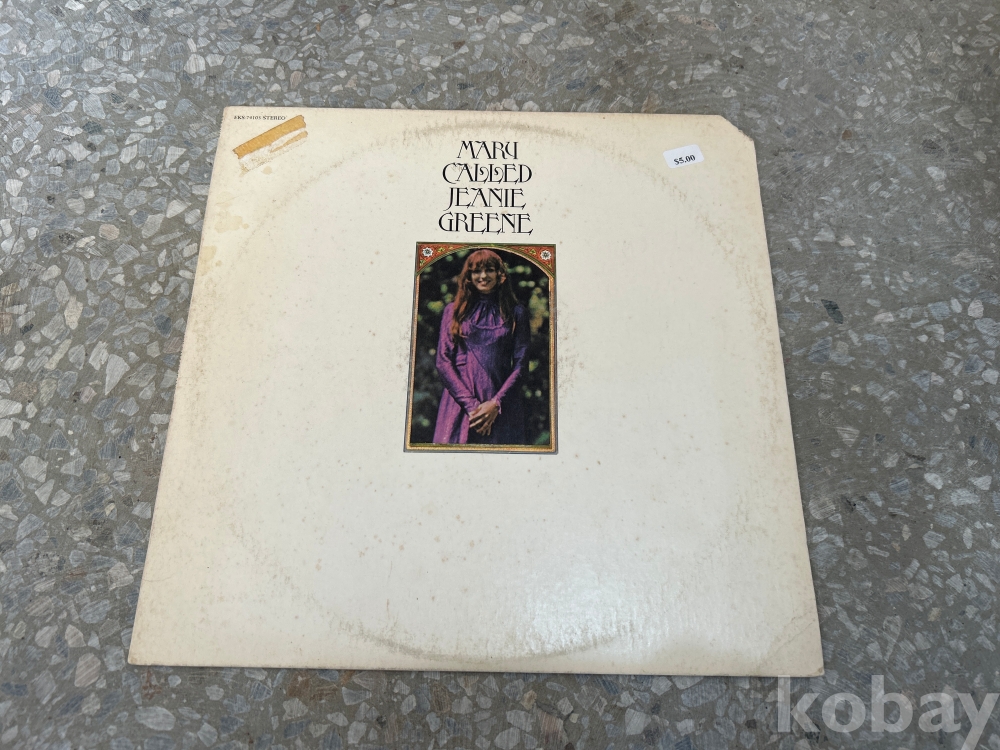 EKS-74103 STEREO
MARY
CALLED
JEANIE
GREENE
$5.00
kobay